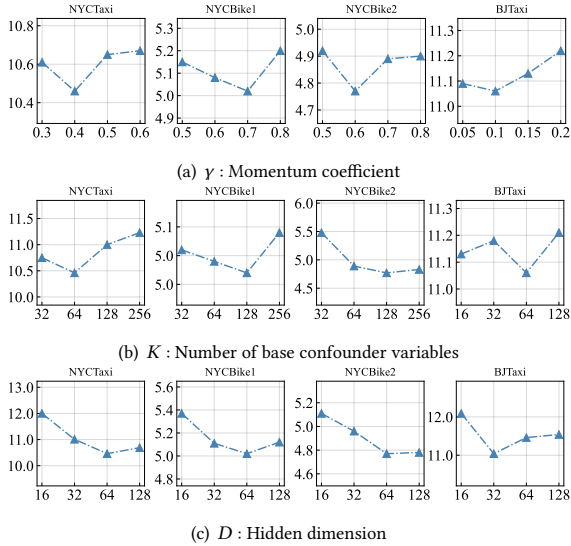 NYCTaxi NYCBike1 NYCBike2 BJTaxi
10.8 10.6 10.4
0.3 0.4 0.5 0.6
5.3 5.2 5.1 5.0 4.9
0.5 0.6 0.7 0.8
5.0 4.9 4.8 4.7
0.5 0.6 0.7 0.8
11.2 11.1 11.0
0.05 0.1 0.15 0.2
(a) γ : Momentum coefficient
NYCTaxi NYCBike1 NYCBike2 BJTaxi
11.5 11.0 10.5 10.0
32 64 128 256
5.1 5.0 5.0
32 64 128 256
6.0 5.5 5.0 4.5
32 64 128 256
11.3 11.2 11.1 11.0
16 32 64 128
(b) K : Number of base confounder variables
NYCTaxi NYCBike1 NYCBike2 BJTaxi
13.0 12.0 11.0 10.0
16 32 64 128
5.6 5.4 5.2 5.0 4.8
16 32 64 128
5.2 5.0 4.8 4.6
16 32 64 128
12.0 11.0
16 32 64 128
(c) D : Hidden dimension